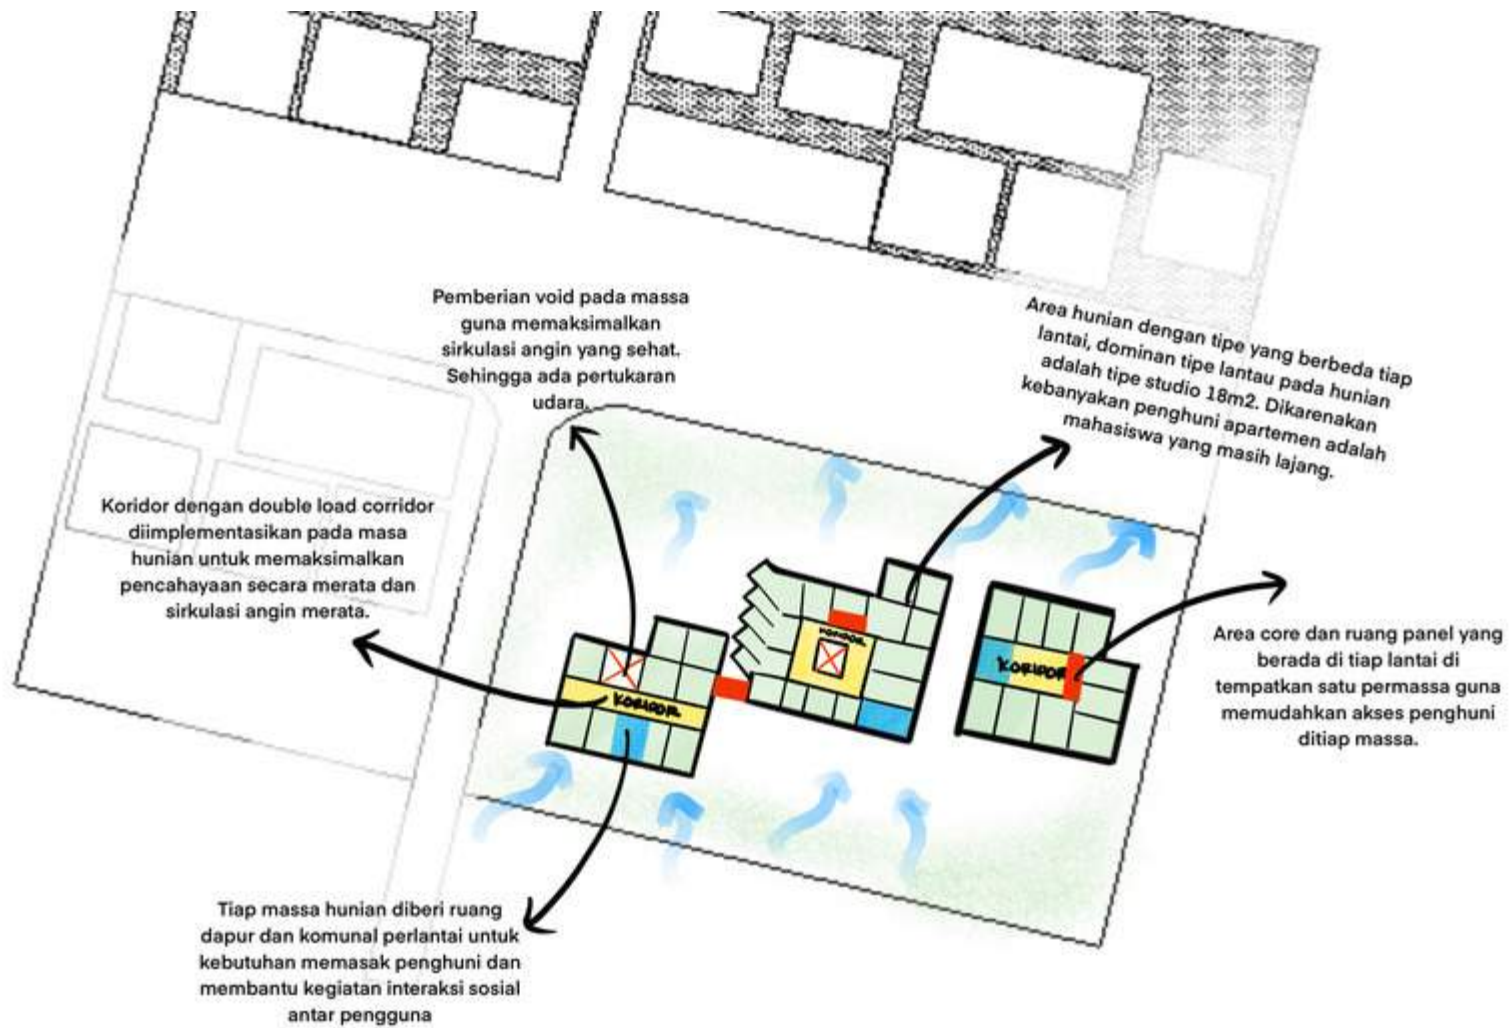 Pemberian void pada massa
guna memaksimalkan
sirkulasi angin yang sehat.
Sehingga ada pertukaran
udara.
Area hunian dengan tipe yang berbeda tiap
lantai, dominan tipe lantau pada hunian
adalah tipe studio 18m2. Dikarenakan
kebanyakan penghuni apartemen adalah
mahasiswa yang masih lajang.
Koridor dengan double load corridor
diimplementasikan pada masa
hunian untuk memaksimalkan
pencahayaan secara merata dan
sirkulasi angin merata.
KORIDOR
KORIDOR
KORIDOR
Area core dan ruang panel yang
berada di tiap lantai di
tempatkan satu permassa guna
memudahkan akses penghuni
ditiap massa.
Tiap massa hunian diberi ruang
dapur dan komunal perlantai untuk
kebutuhan memasak penghuni dan
membantu kegiatan interaksi sosial
antar pengguna